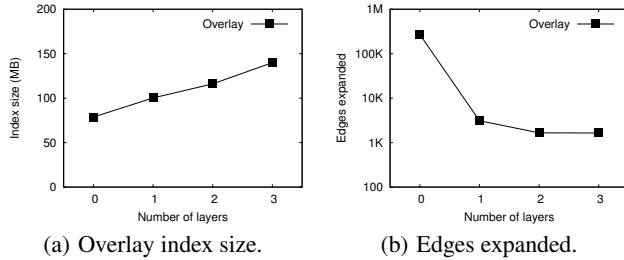 200
150
100
50
0
Index size (MB)
Overlay
0 1 2 3
Number of layers
(a) Overlay index size.
1M
100K
10K
1K
100
Edges expanded
Overlay
0 1 2 3
Number of layers
(b) Edges expanded.